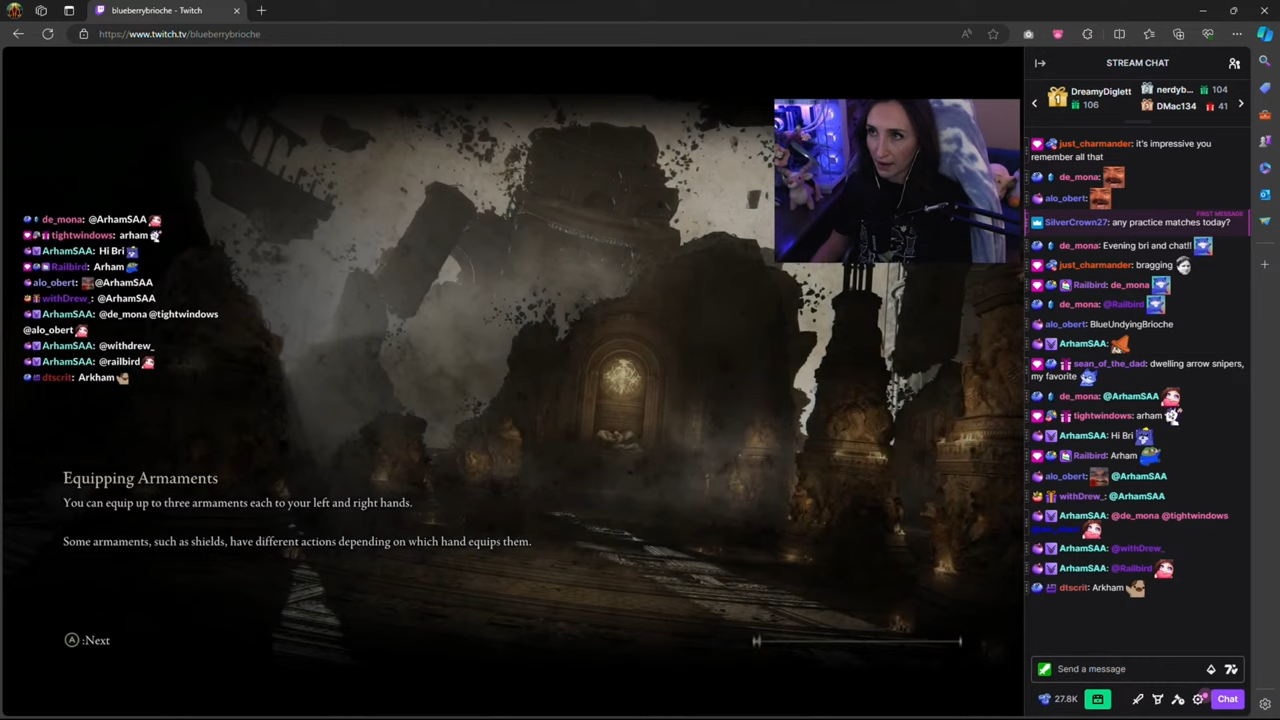 blueberrybrioche - Twitch
https://www.twitch.tv/blueberrybrioche
STREAM CHAT
1
DreamyDiglett
106
nerdyb... 104
DMac134 41
just_charmander: it's impressive you
remember all that
de_mona:
alo_obert:
FIRST MESSAGE
SilverCrown27: any practice matches today?
de_mona: Evening bri and chat!!
just_charmander: bragging
Railbird: de_mona
de_mona: @Railbird
alo_obert: BlueUndyingBrioche
ArhamSAA:
sean_of_the_dad: dwelling arrow snipers,
my favorite
de_mona: @ArhamSAA
tightwindows: arham
ArhamSAA: Hi Bri
Railbird: Arham
alo_obert: @ArhamSAA
withDrew_: @ArhamSAA
ArhamSAA: @de_mona @tightwindows
ArhamSAA: @withDrew_
ArhamSAA: @Railbird
dtscrit: Arkham
Send a message
27.8K
Chat
de_mona: @ArhamSAA
tightwindows: arham
ArhamSAA: Hi Bri
Railbird: Arham
alo_obert: @ArhamSAA
withDrew_: @ArhamSAA
ArhamSAA: @de_mona @tightwindows
@alo_obert
ArhamSAA: @withdrew_
ArhamSAA: @railbird
dtscrit: Arkham
Equipping Armaments
You can equip up to three armaments each to your left and right hands.
Some armaments, such as shields, have different actions depending on which hand equips them.
A :Next